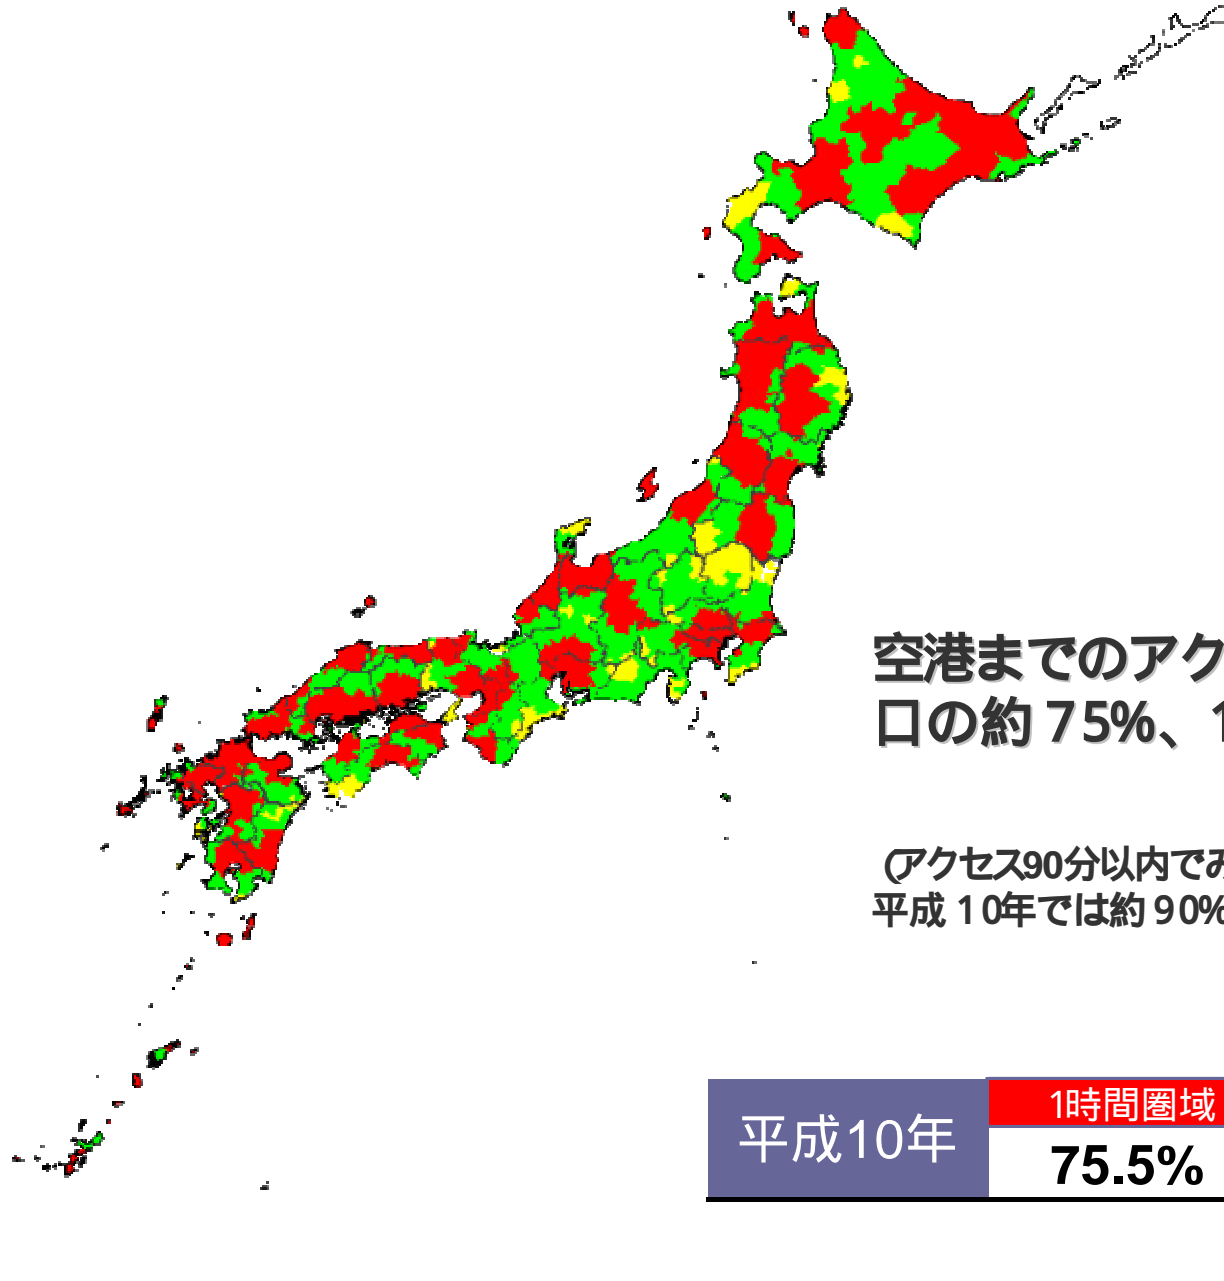 空港までのアク
口の約75%、1
(アクセス90分以内でみ
平成10年では約90%
平成10年
1時間圏域
75.5%